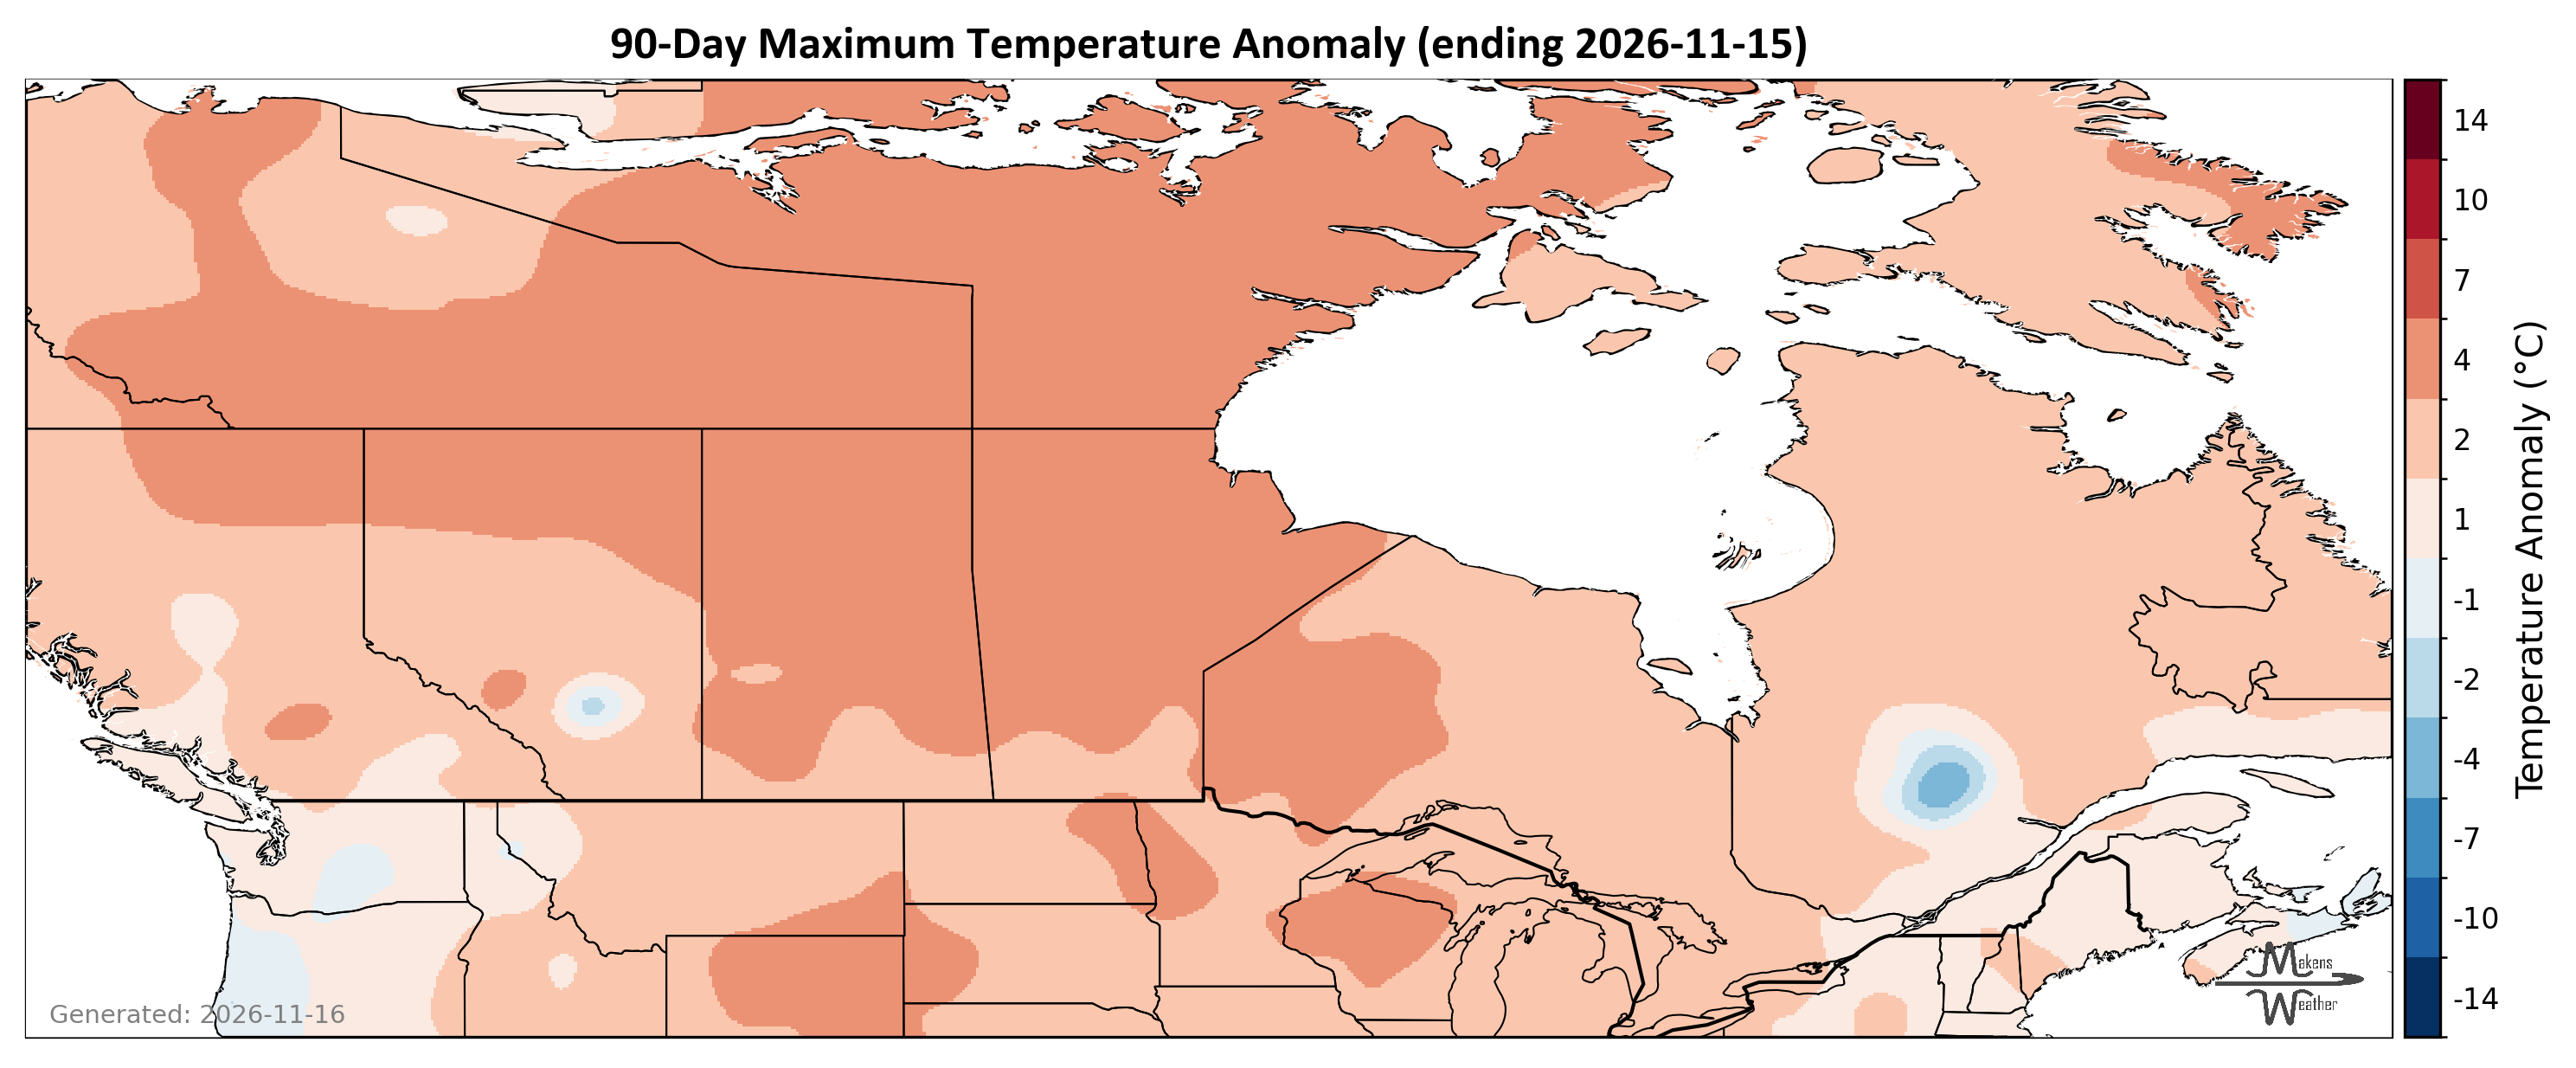 90-Day Maximum Temperature Anomaly (ending 2026-11-15)
14
10
7
4
2
1
-1
-2
-4
-7
-10
-14
Temperature Anomaly (°C)
Generated: 2026-11-16
Makens
Weather